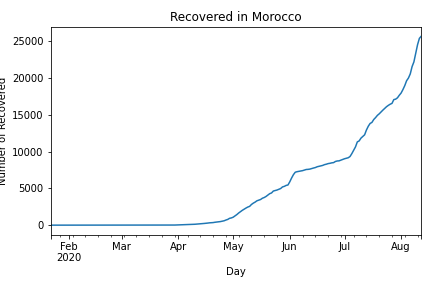 Recovered in Morocco
Number of Recovered
25000
20000
15000
10000
5000
0
Feb Mar Apr May Jun Jul Aug
2020
Day